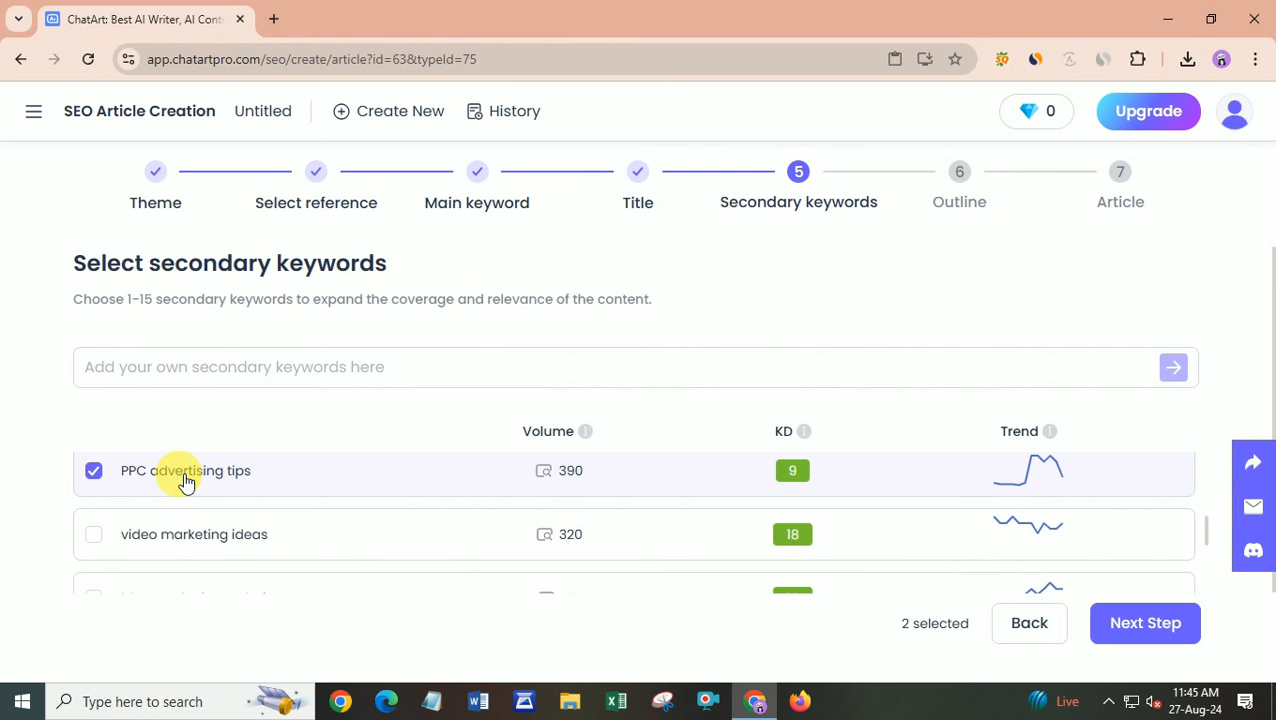 ChatArt: Best AI Writer, AI Cont
app.chatartpro.com/seo/create/article?id=63&typeId=75
SEO Article Creation Untitled Create New History 0 Upgrade
5 6 7
Theme Select reference Main keyword Title Secondary keywords Outline Article
Select secondary keywords
Choose 1-15 secondary keywords to expand the coverage and relevance of the content.
Add your own secondary keywords here
Volume KD Trend
PPC advertising tips 390 9
video marketing ideas 320 18
2 selected Back Next Step
Type here to search Live 11:45 AM
27-Aug-24